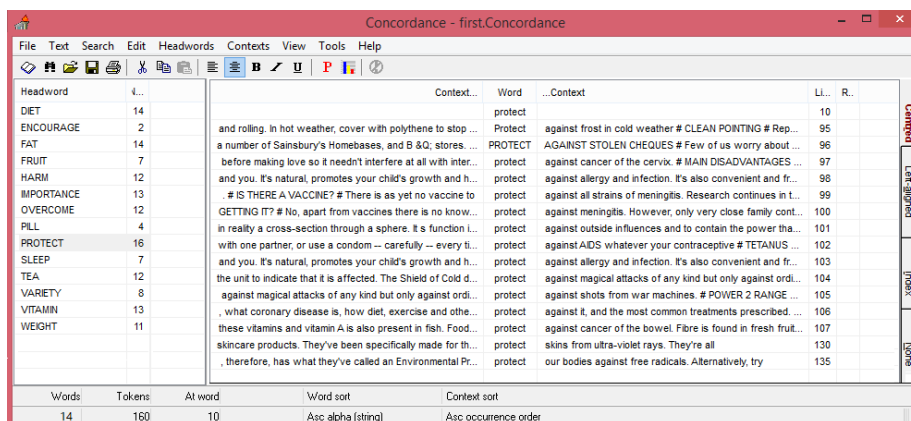 Concordance - first.Concordance
File Text Search Edit Headwords Contexts View Tools Help
B I U P
Headword Context... Word ...Context Li... R..
DIET 14 protect 10
ENCOURAGE 2 and rolling. In hot weather, cover with polythene to stop ... Protect against frost in cold weather # CLEAN POINTING # Rep... 95
FAT 14 a number of Sainsbury's Homebases, and B &Q; stores. ... PROTECT AGAINST STOLEN CHEQUES # Few of us worry about ... 96
FRUIT 7 before making love so it needn't interfere at all with inter... protect against cancer of the cervix. # MAIN DISADVANTAGES ... 97
HARM 12 and you. It's natural, promotes your child's growth and h... protect against allergy and infection. It's also convenient and fr... 98
IMPORTANCE 13 . # IS THERE A VACCINE? # There is as yet no vaccine to protect against all strains of meningitis. Research continues in t... 99
OVERCOME 12 GETTING IT? # No, apart from vaccines there is no know... protect against meningitis. However, only very close family cont... 100
PILL 4 in reality a cross-section through a sphere. It s function i... protect against outside influences and to contain the power tha... 101
PROTECT 16 with one partner, or use a condom -- carefully -- every ti... protect against AIDS whatever your contraceptive # TETANUS ... 102
SLEEP 7 and you. It's natural, promotes your child's growth and h... protect against allergy and infection. It's also convenient and fr... 103
TEA 12 the unit to indicate that it is affected. The Shield of Cold d... protect against magical attacks of any kind but only against ordi... 104
VARIETY 8 against magical attacks of any kind but only against ordi... protect against shots from war machines. # POWER 2 RANGE ... 105
VITAMIN 13 , what coronary disease is, how diet, exercise and othe... protect against it, and the most common treatments prescribed. ... 106
WEIGHT 11 these vitamins and vitamin A is also present in fish. Food... protect against cancer of the bowel. Fibre is found in fresh fruit... 107
skincare products. They've been specifically made for th... protect skins from ultra-violet rays. They're all 130
, therefore, has what they've called an Environmental Pr... protect our bodies against free radicals. Alternatively, try 135
Centred
Left-aligned
Index
None
Words Tokens At word Word sort Context sort
14 160 10 Asc alpha (string) Asc occurrence order